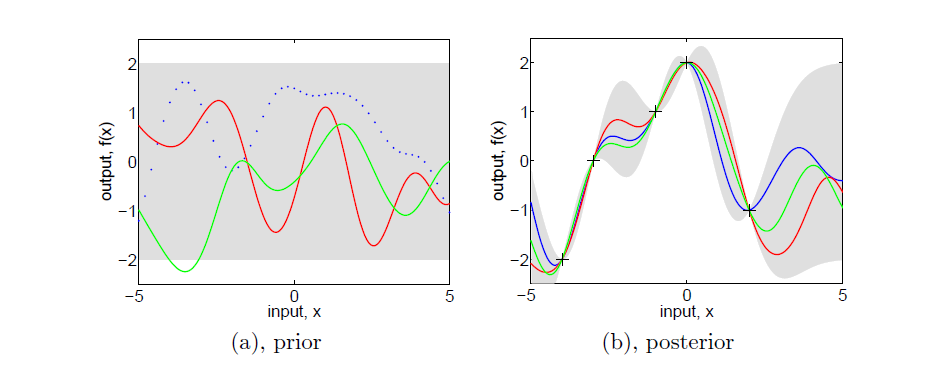 2
1
0
−1
−2
−5
0
5
output, f(x)
input, x
(a), prior
2
1
0
−1
−2
−5
0
5
output, f(x)
input, x
(b), posterior